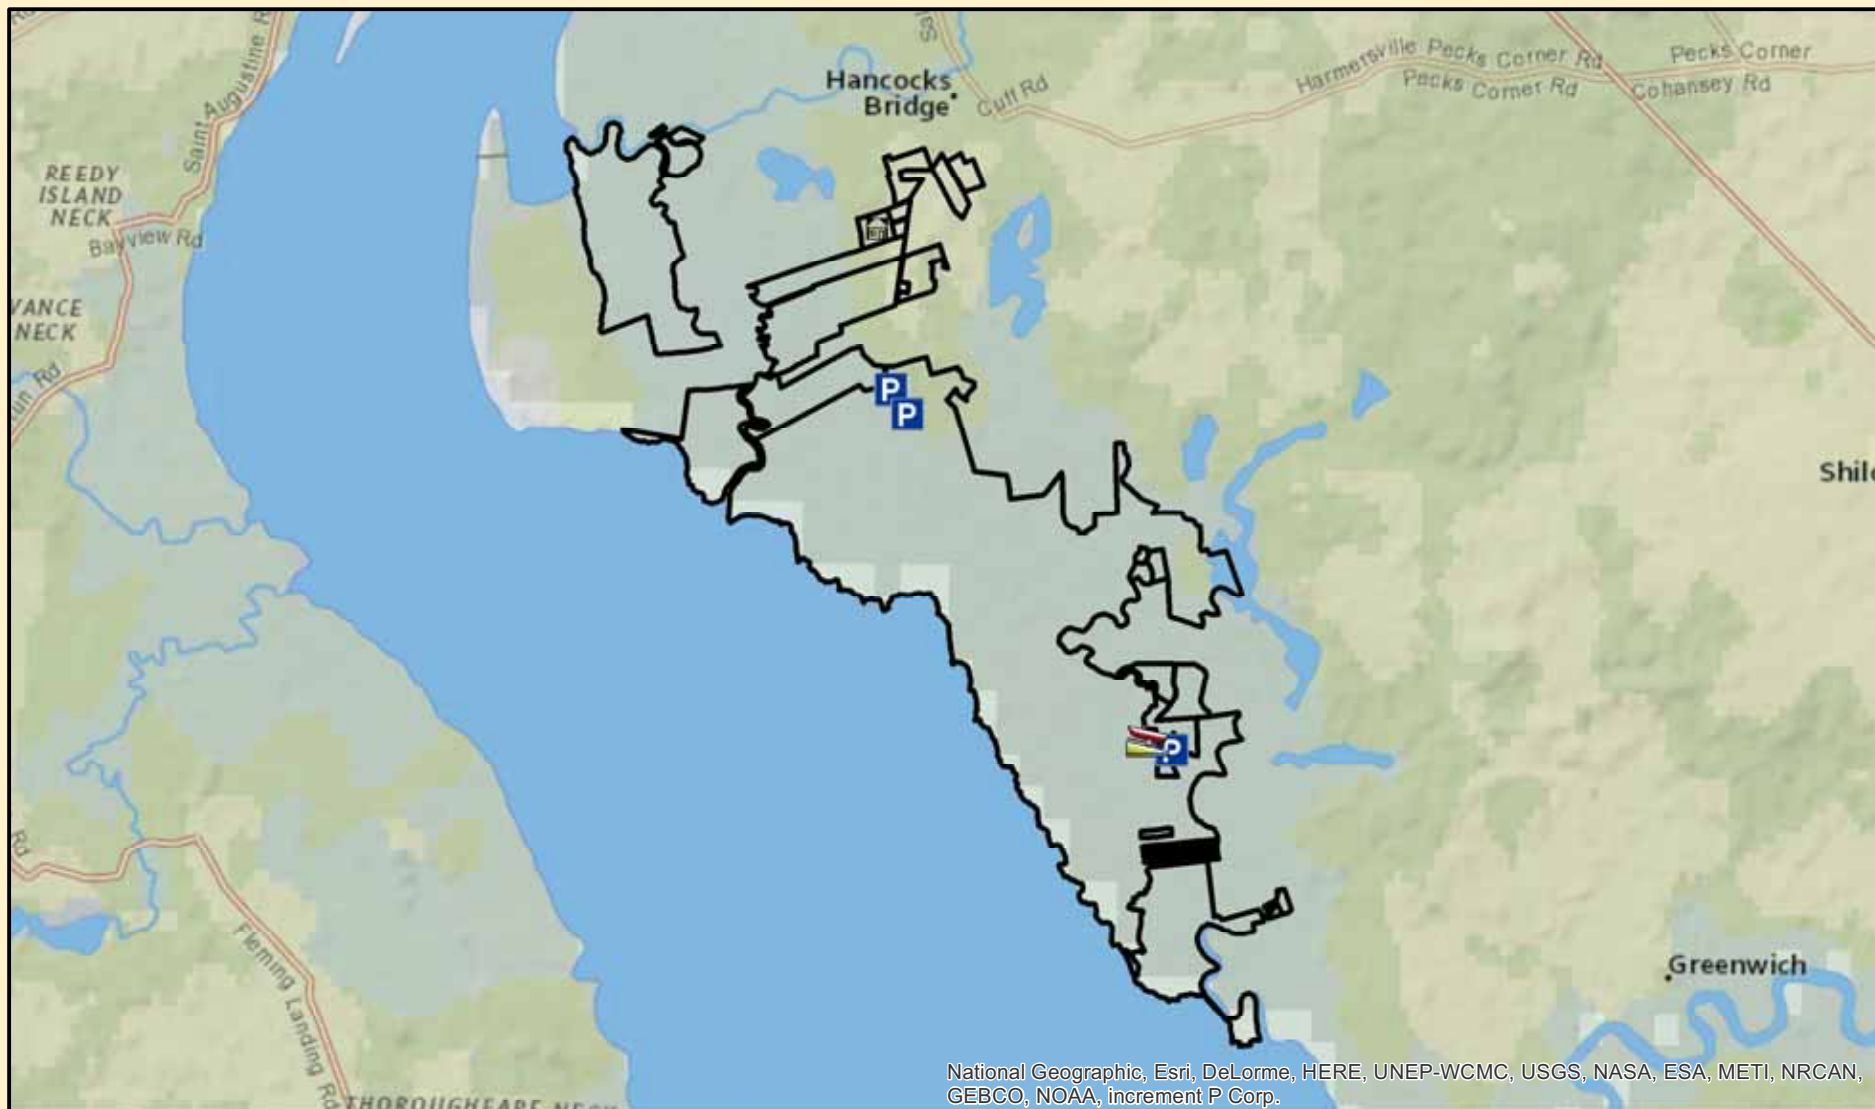 Saint Augustine R
Hancocks
Bridge
Cuff Rd
Harmersville Pecks Corner Rd
Pecks Corner Rd
Pecks Corner
Cohansey Rd
REEDY
ISLAND
NECK
Bayview Rd
VANCE
NECK
un Rd
P
P
Shil
P
Rd
Fleming Landing Rd
Greenwich
THOROUGHFARE NECK
National Geographic, Esri, DeLorme, HERE, UNEP-WCMC, USGS, NASA, ESA, METI, NRCAN,
GEBCO, NOAA, increment P Corp.